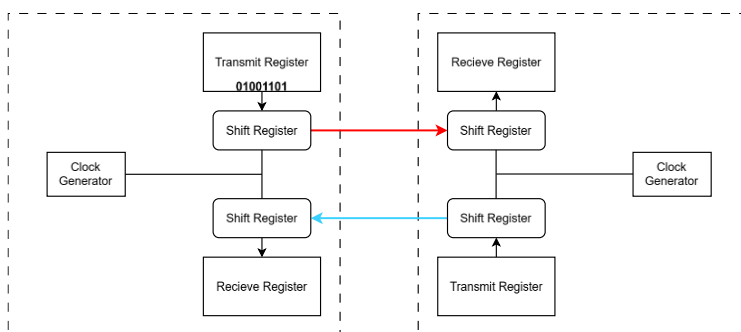 Transmit Register
01001101
Shift Register
Clock
Generator
Shift Register
Recieve Register
Recieve Register
Shift Register
Clock
Generator
Shift Register
Transmit Register